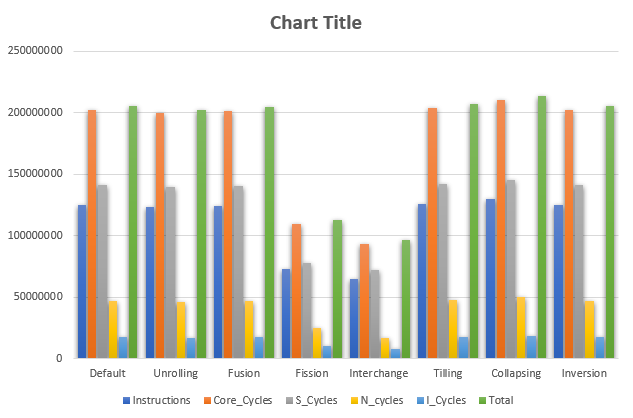 Chart Title
250000000
200000000
150000000
100000000
50000000
0
Default Unrolling Fusion Fission Interchange Tilling Collapsing Inversion
Instructions Core_Cycles S_Cycles N_cycles I_Cycles Total